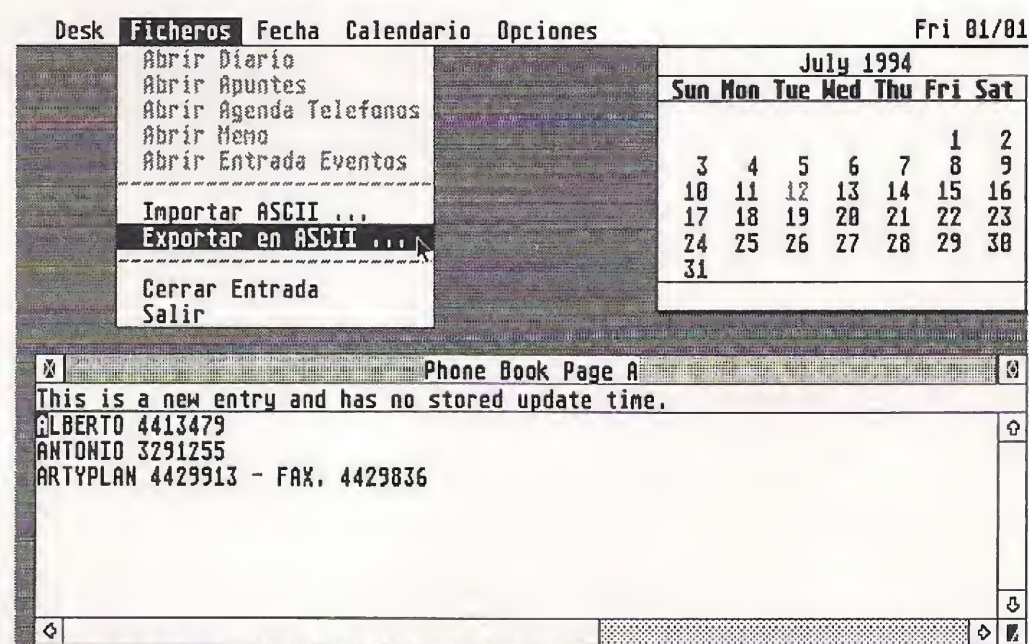 Desk Ficheros Fecha Calendario Opciones Fri 01/01
Abrir Diario
Abrir Apuntes
Abrir Agenda Telefonos
Abrir Memo
Abrir Entrada Eventos
Importar ASCII ...
Exportar en ASCII ...
Cerrar Entrada
Salir
July 1994
Sun Mon Tue Wed Thu Fri Sat
1 2
3 4 5 6 7 8 9
10 11 12 13 14 15 16
17 18 19 20 21 22 23
24 25 26 27 28 29 30
31
Phone Book Page A
This is a new entry and has no stored update time.
ALBERTO 4413479
ANTONIO 3291255
ARTYPLAN 4429913 - FAX. 4429836